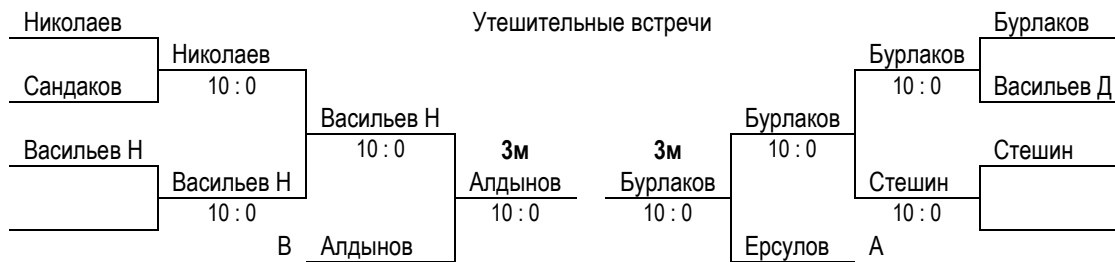 Николаев
Утешительные встречи
Бурлаков
Николаев
Бурлаков
Сандаков
10 : 0
10 : 0
Васильев Д
Васильев Н
Бурлаков
Васильев Н
10 : 0
3м
3м
10 : 0
Стешин
Васильев Н
Алдынов
Бурлаков
Стешин
10 : 0
10 : 0
10 : 0
10 : 0
В Алдынов
Ерсулов А